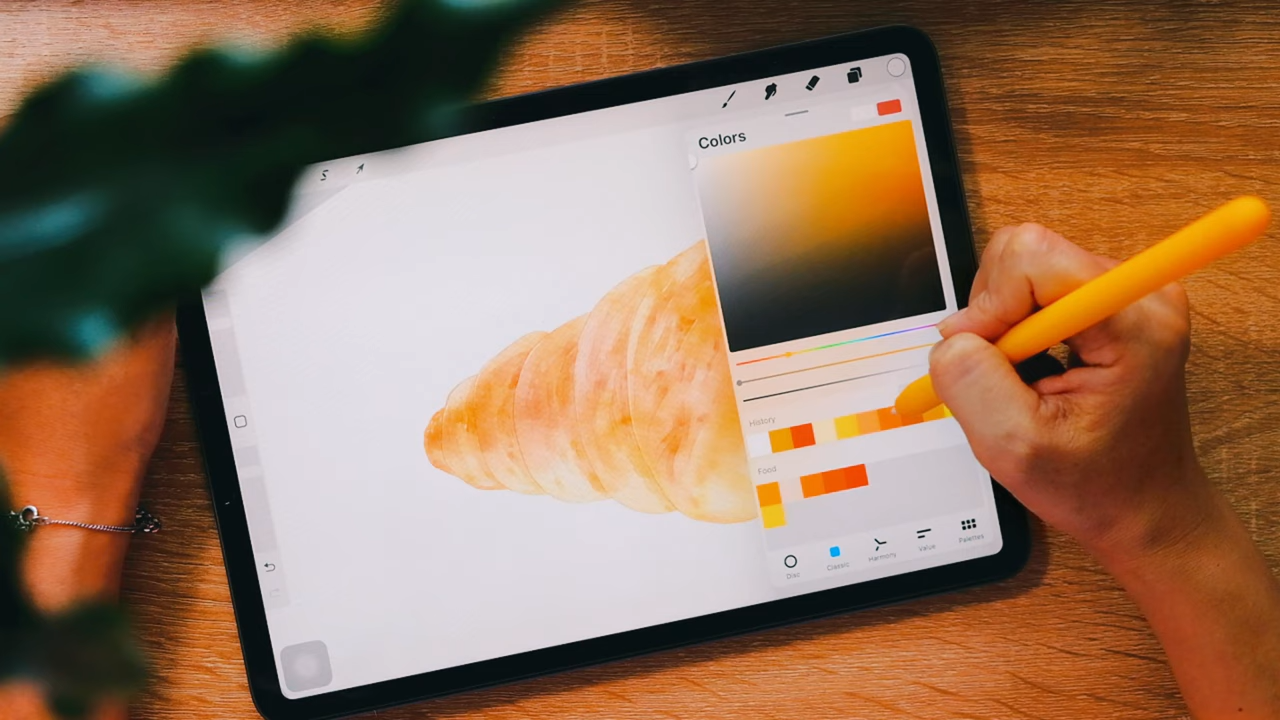 Colors
History
Food
Disc
Classic
Harmony
Value
Palettes